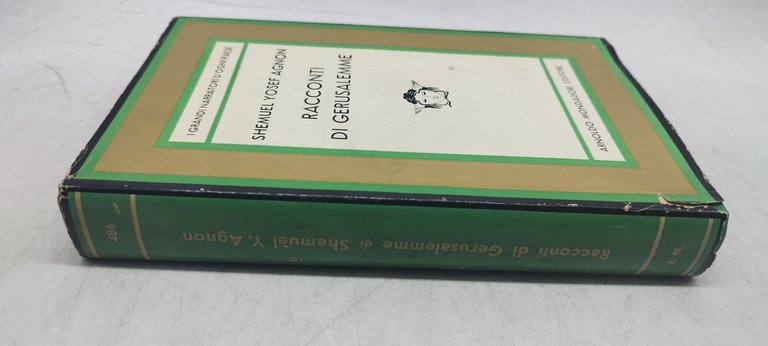 I GRANDI NARRATORI D'OGNI PAESE
SHEMUEL YOSEF AGNON
RACCONTI
DI GERUSALEMME
ARNOLDO MONDADORI EDITORE
486
Racconti di Gerusalemme di Shemuèl Y. Agnon
A.M.